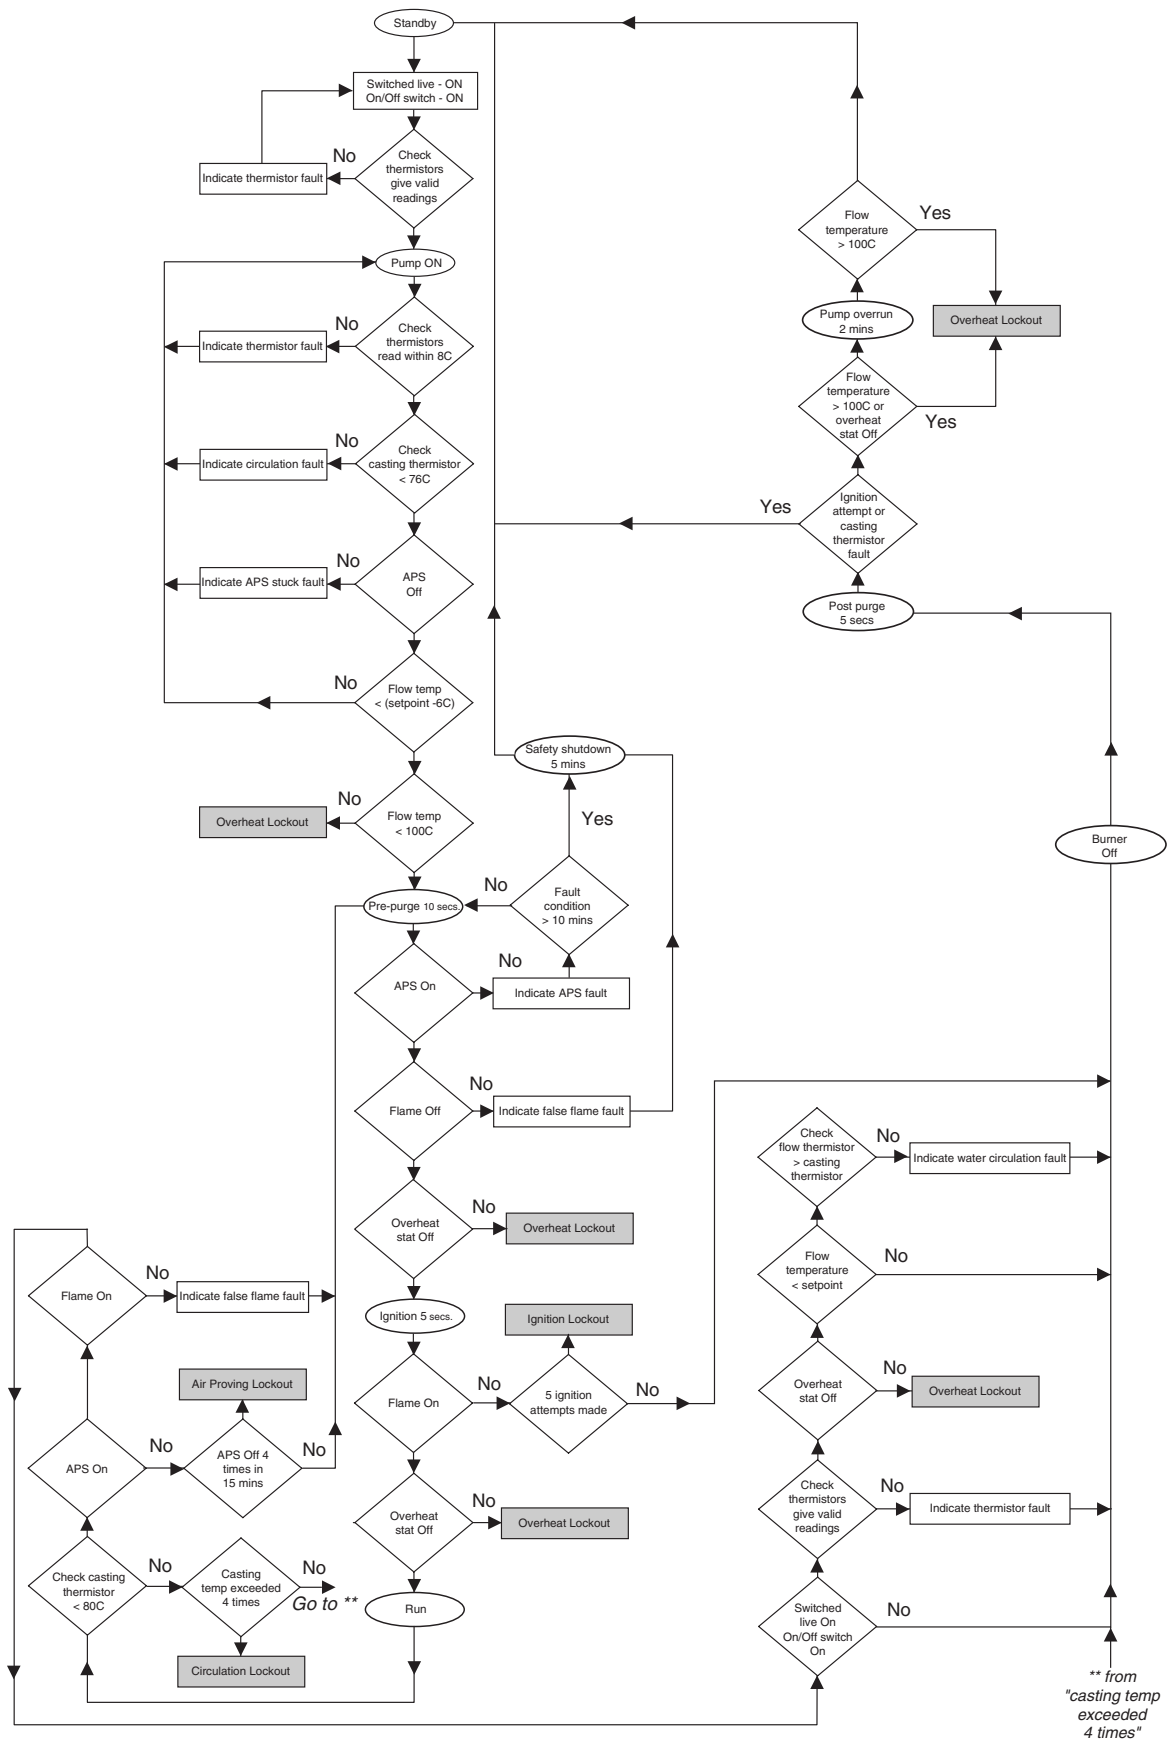 Standby
Switched live - ON
On/Off switch - ON
Check
thermistors
give valid
readings
No
Indicate thermistor fault
Pump ON
Check
thermistors
read within 8C
No
Indicate thermistor fault
Check
casting thermistor
< 76C
No
Indicate circulation fault
APS
Off
No
Indicate APS stuck fault
Flow temp
< (setpoint -6C)
No
Flow temp
< 100C
No
Overheat Lockout
Pre-purge 10 secs.
APS On
No
Indicate APS fault
Fault
condition
> 10 mins
No
Yes
Safety shutdown
5 mins
Flame Off
No
Indicate false flame fault
Overheat
stat Off
No
Overheat Lockout
Ignition 5 secs.
Flame On
No
5 ignition
attempts made
No
Ignition Lockout
Overheat
stat Off
No
Overheat Lockout
Run
Check casting
thermistor
< 80C
No
Casting
temp exceeded
4 times
No
Go to **
Circulation Lockout
APS On
No
APS Off 4
times in
15 mins
No
Air Proving Lockout
Flame On
No
Indicate false flame fault
Switched
live On
On/Off switch
On
No
** from
"casting temp
exceeded
4 times"
Check
thermistors
give valid
readings
No
Indicate thermistor fault
Overheat
stat Off
No
Overheat Lockout
Flow
temperature
< setpoint
No
Check
flow thermistor
> casting
thermistor
No
Indicate water circulation fault
Burner
Off
Post purge
5 secs
Ignition
attempt or
casting
thermistor
fault
Yes
Flow
temperature
> 100C or
overheat
stat Off
Yes
Pump overrun
2 mins
Overheat Lockout
Flow
temperature
> 100C
Yes